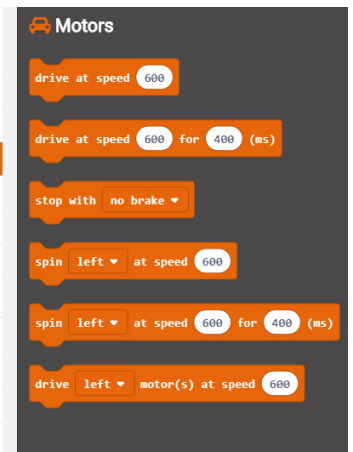 Motors
drive at speed 600
drive at speed 600 for 400 (ms)
stop with no brake
spin left at speed 600
spin left at speed 600 for 400 (ms)
drive left motor(s) at speed 600